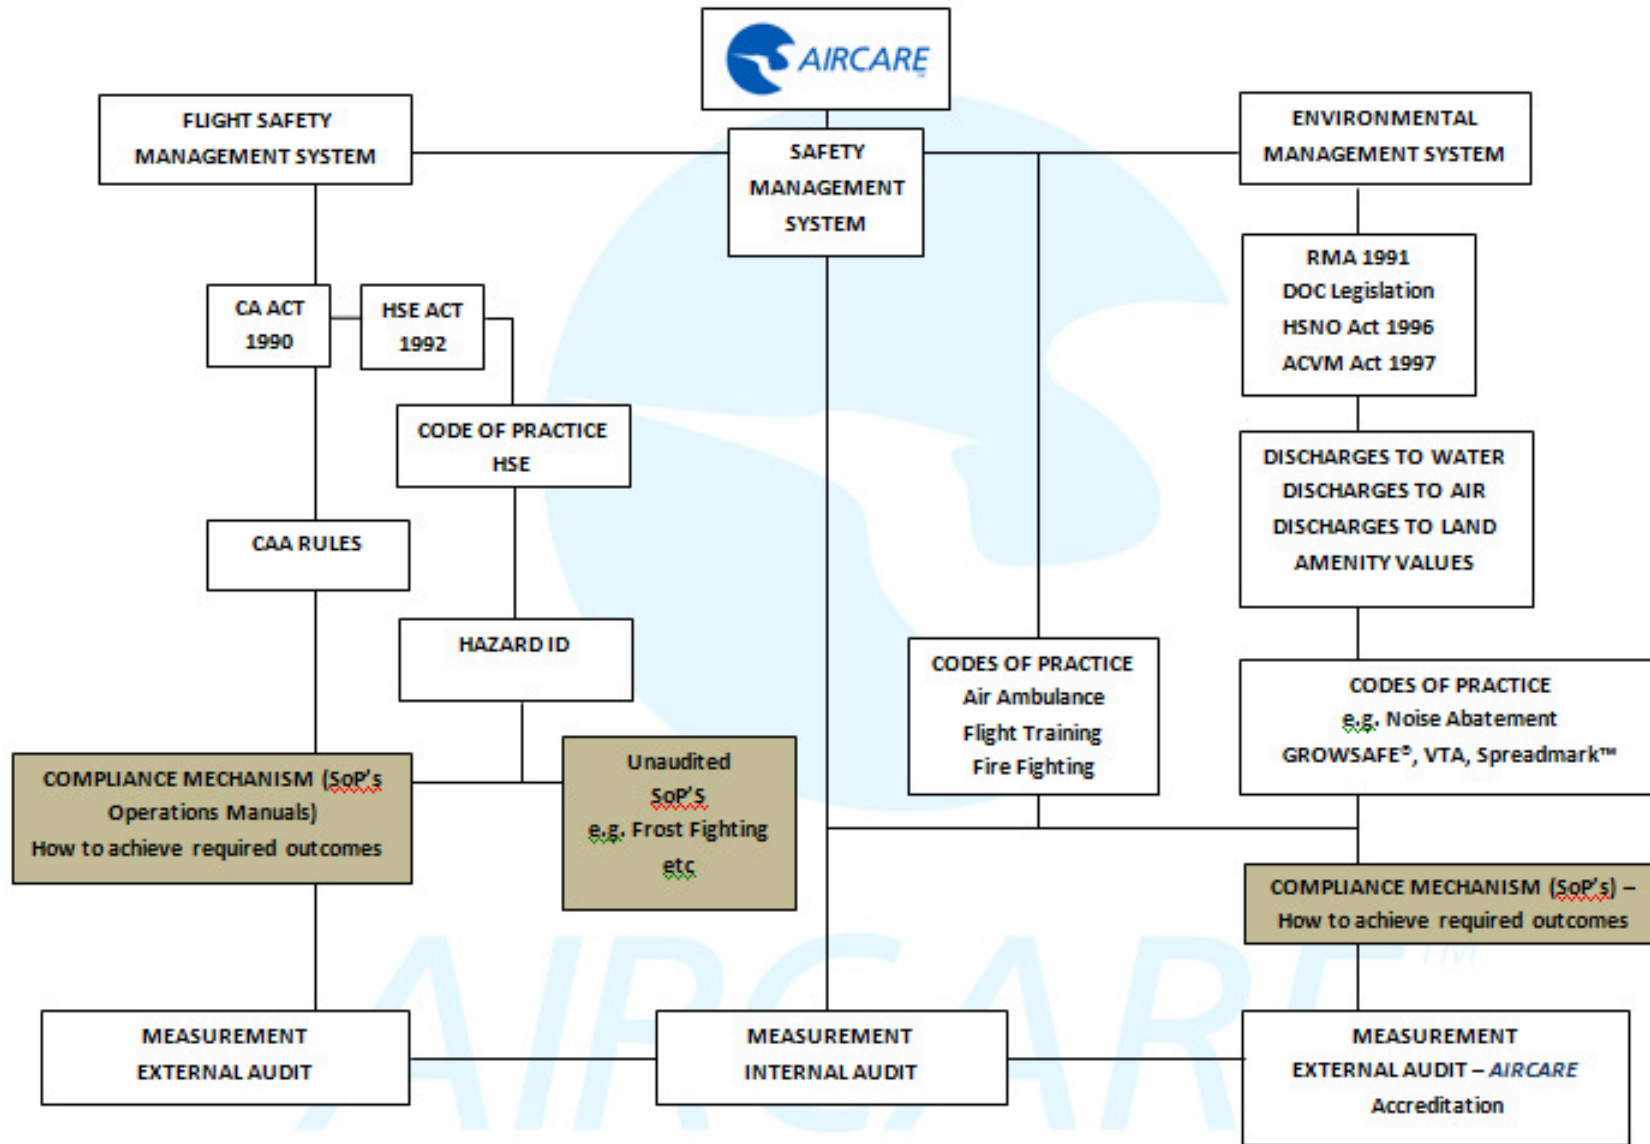 AIRCARE
FLIGHT SAFETY
MANAGEMENT SYSTEM
SAFETY
MANAGEMENT
SYSTEM
ENVIRONMENTAL
MANAGEMENT SYSTEM
CA ACT
1990
HSE ACT
1992
RMA 1991
DOC Legislation
HSNO Act 1996
ACVM Act 1997
CODE OF PRACTICE
HSE
DISCHARGES TO WATER
DISCHARGES TO AIR
DISCHARGES TO LAND
AMENITY VALUES
CAA RULES
HAZARD ID
CODES OF PRACTICE
Air Ambulance
Flight Training
Fire Fighting
CODES OF PRACTICE
e.g. Noise Abatement
GROWSAFE®, VTA, Spreadmark™
COMPLIANCE MECHANISM (SoP's
Operations Manuals)
How to achieve required outcomes
Unaudited
SoP'S
e.g. Frost Fighting
etc
COMPLIANCE MECHANISM (SoP's) –
How to achieve required outcomes
MEASUREMENT
EXTERNAL AUDIT
MEASUREMENT
INTERNAL AUDIT
MEASUREMENT
EXTERNAL AUDIT – AIRCARE
Accreditation
AIRCARE™